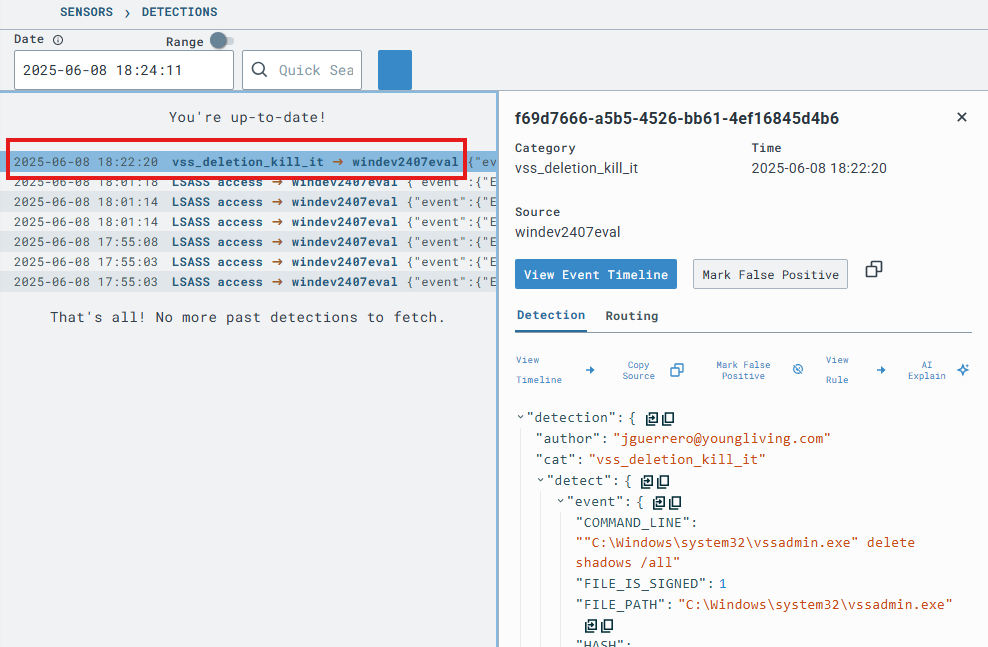 SENSORS › DETECTIONS
Date
Range
2025-06-08 18:24:11
Quick Sea
You're up-to-date!
2025-06-08 18:22:20 vss_deletion_kill_it → windev2407eval {"ev
2025-06-08 18:01:18 LSASS access → windev2407eval {"event":{"E
2025-06-08 18:01:14 LSASS access → windev2407eval {"event":{"E
2025-06-08 18:01:14 LSASS access → windev2407eval {"event":{"E
2025-06-08 17:55:08 LSASS access → windev2407eval {"event":{"E
2025-06-08 17:55:03 LSASS access → windev2407eval {"event":{"E
2025-06-08 17:55:03 LSASS access → windev2407eval {"event":{"E
That's all! No more past detections to fetch.
f69d7666-a5b5-4526-bb61-4ef16845d4b6
Category
vss_deletion_kill_it
Time
2025-06-08 18:22:20
Source
windev2407eval
View Event Timeline
Mark False Positive
Detection
Routing
View
Timeline
Copy
Source
Mark False
Positive
View
Rule
AI
Explain
"detection": {
"author": "jguerrero@youngliving.com"
"cat": "vss_deletion_kill_it"
"detect": {
"event": {
"COMMAND_LINE":
""C:\Windows\system32\vssadmin.exe" delete
shadows /all"
"FILE_IS_SIGNED": 1
"FILE_PATH": "C:\Windows\system32\vssadmin.exe"
"HASH":